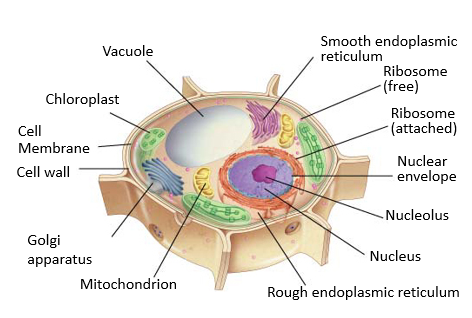 Smooth endoplasmic
reticulum
Vacuole
Ribosome
(free)
Chloroplast
Ribosome
(attached)
Cell
Membrane
Cell wall
Nuclear
envelope
Nucleolus
Golgi
apparatus
Nucleus
Mitochondrion
Rough endoplasmic reticulum